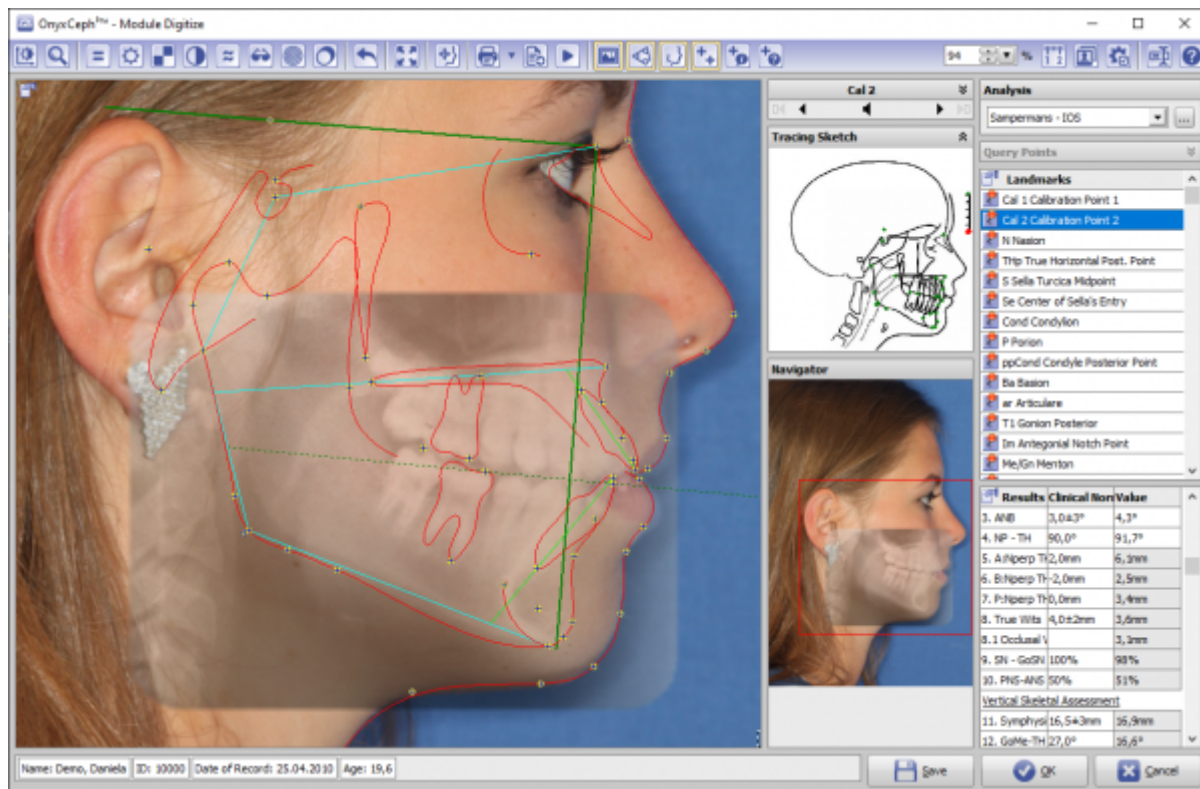 OnyxCeph³™ - Module Digitize
94 %
Cal 2
Analysis
Sampermans - IOS
...
Tracing Sketch
Query Points
Landmarks
Cal 1 Calibration Point 1
Cal 2 Calibration Point 2
N Nasion
THp True Horizontal Post. Point
S Sella Turcica Midpoint
Se Center of Sella's Entry
Cond Condylion
P Porion
ppCond Condyle Posterior Point
Ba Basion
ar Articulare
T1 Gonion Posterior
Im Antegonial Notch Point
Me/Gn Menton
Navigator
Results Clinical Nor Value
3. ANB 3,0±3° 4,3°
4. NP - TH 90,0° 91,7°
5. A:Nperp TH 2,0mm 6,1mm
6. B:Nperp TH -2,0mm 2,5mm
7. P:Nperp TH 0,0mm 3,4mm
8. True Wits 4,0±2mm 3,6mm
8.1 Occlusal V 3,1mm
9. SN - GoSN 100% 98%
10. PNS-ANS 50% 51%
Vertical Skeletal Assessment
11. Symphysi 16,5±3mm 16,9mm
12. GoMe-TH 27,0° 16,6°
Name: Demo, Daniela ID: 10000 Date of Record: 25.04.2010 Age: 19,6
Save OK Cancel